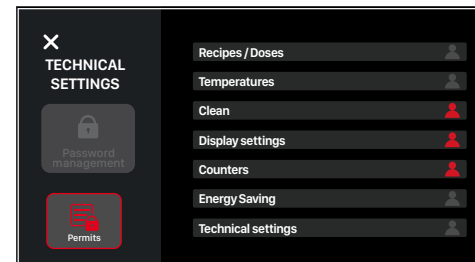 TECHNICAL
SETTINGS
Password
management
Permits
Recipes / Doses
Temperatures
Clean
Display settings
Counters
Energy Saving
Technical settings